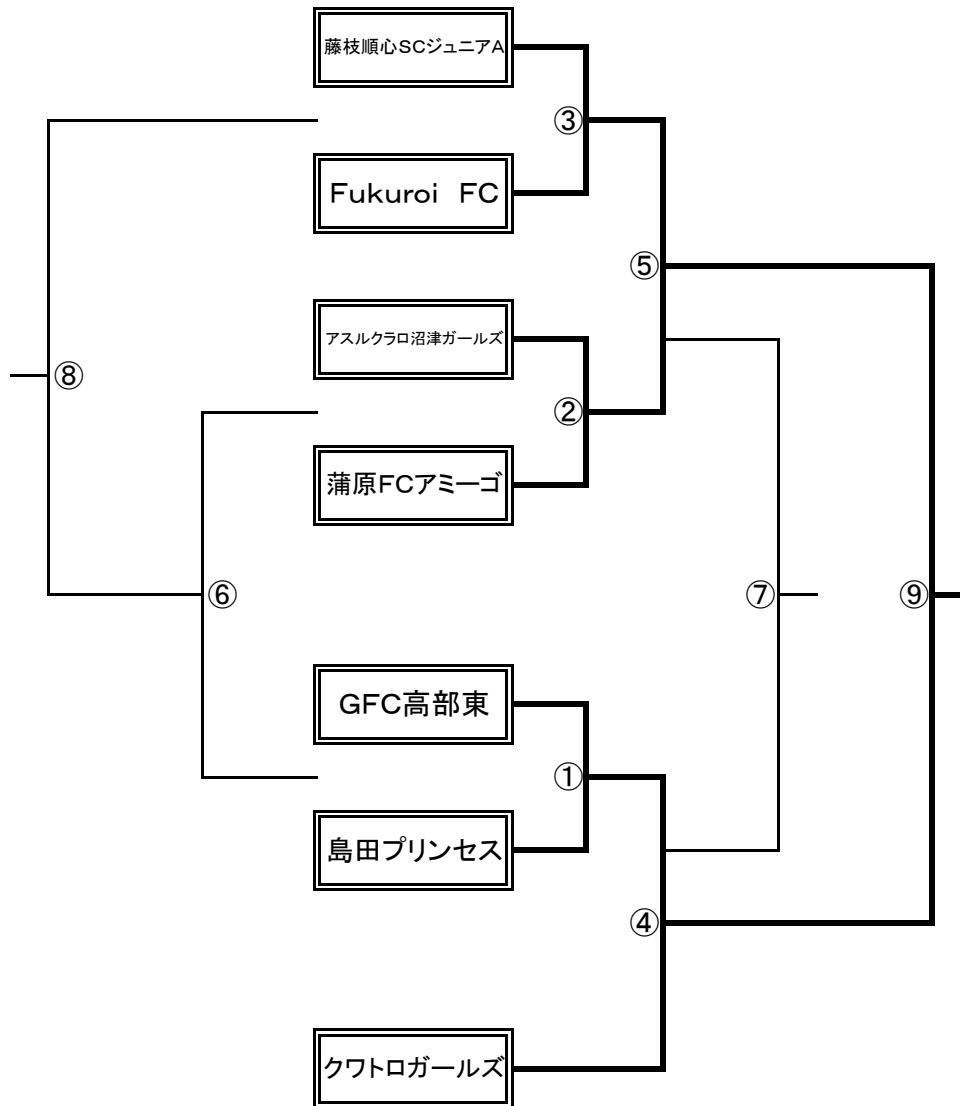 藤枝順心SCジュニアA
③
Fukuroi FC
⑤
アスルクラロ沼津ガールズ
⑧
②
蒲原FCアミーゴ
⑥
⑦
⑨
GFC高部東
①
島田プリンセス
④
クワトロガールズ